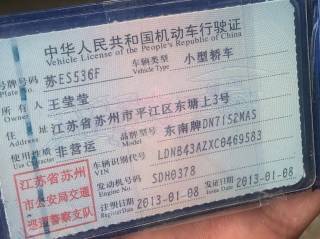 中华人民共和国机动车行驶证
Vehicle License of the People's Republic of China
号牌号码 苏ES536F 车辆类型 小型轿车
Plate No. Vehicle Type
所有人 王莹莹
Owner
住址 江苏省苏州市平江区东塘上3号
Address
使用性质 非营运 品牌型号 东南牌DN7152MAS
Use Character Model
车辆识别代号 LDNB43AZXC0469583
VIN
发动机号码 SDH0378
Engine No.
注册日期 2013-01-08 发证日期 2013-01-08
Register Date Issue Date
江苏省苏州
市公安局交通
巡逻警察支队